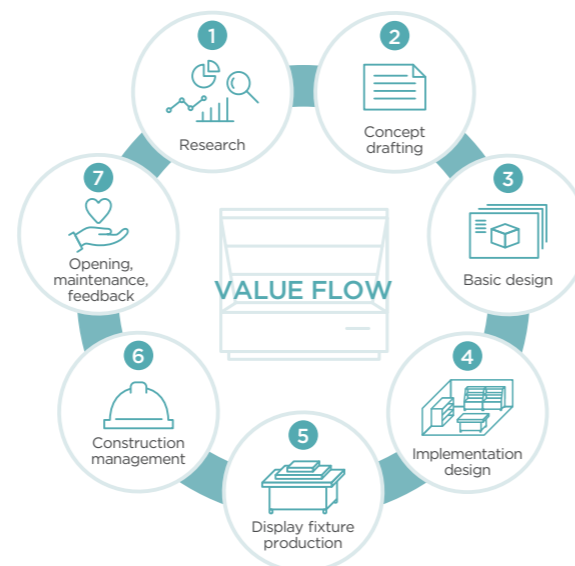 1
Research
2
Concept
drafting
3
Basic design
4
Implementation
design
5
Display fixture
production
6
Construction
management
7
Opening,
maintenance,
feedback
VALUE FLOW